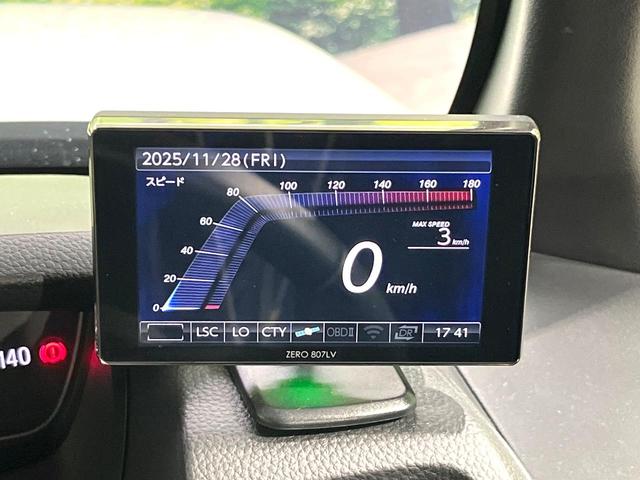 2025/11/28(FRI)
スピード
0 20 40 60 80 100 120 140 160 180
MAX SPEED
3 km/h
0 km/h
LSC LO CTY OBDⅡ DR 17 41
ZERO 807LV
140